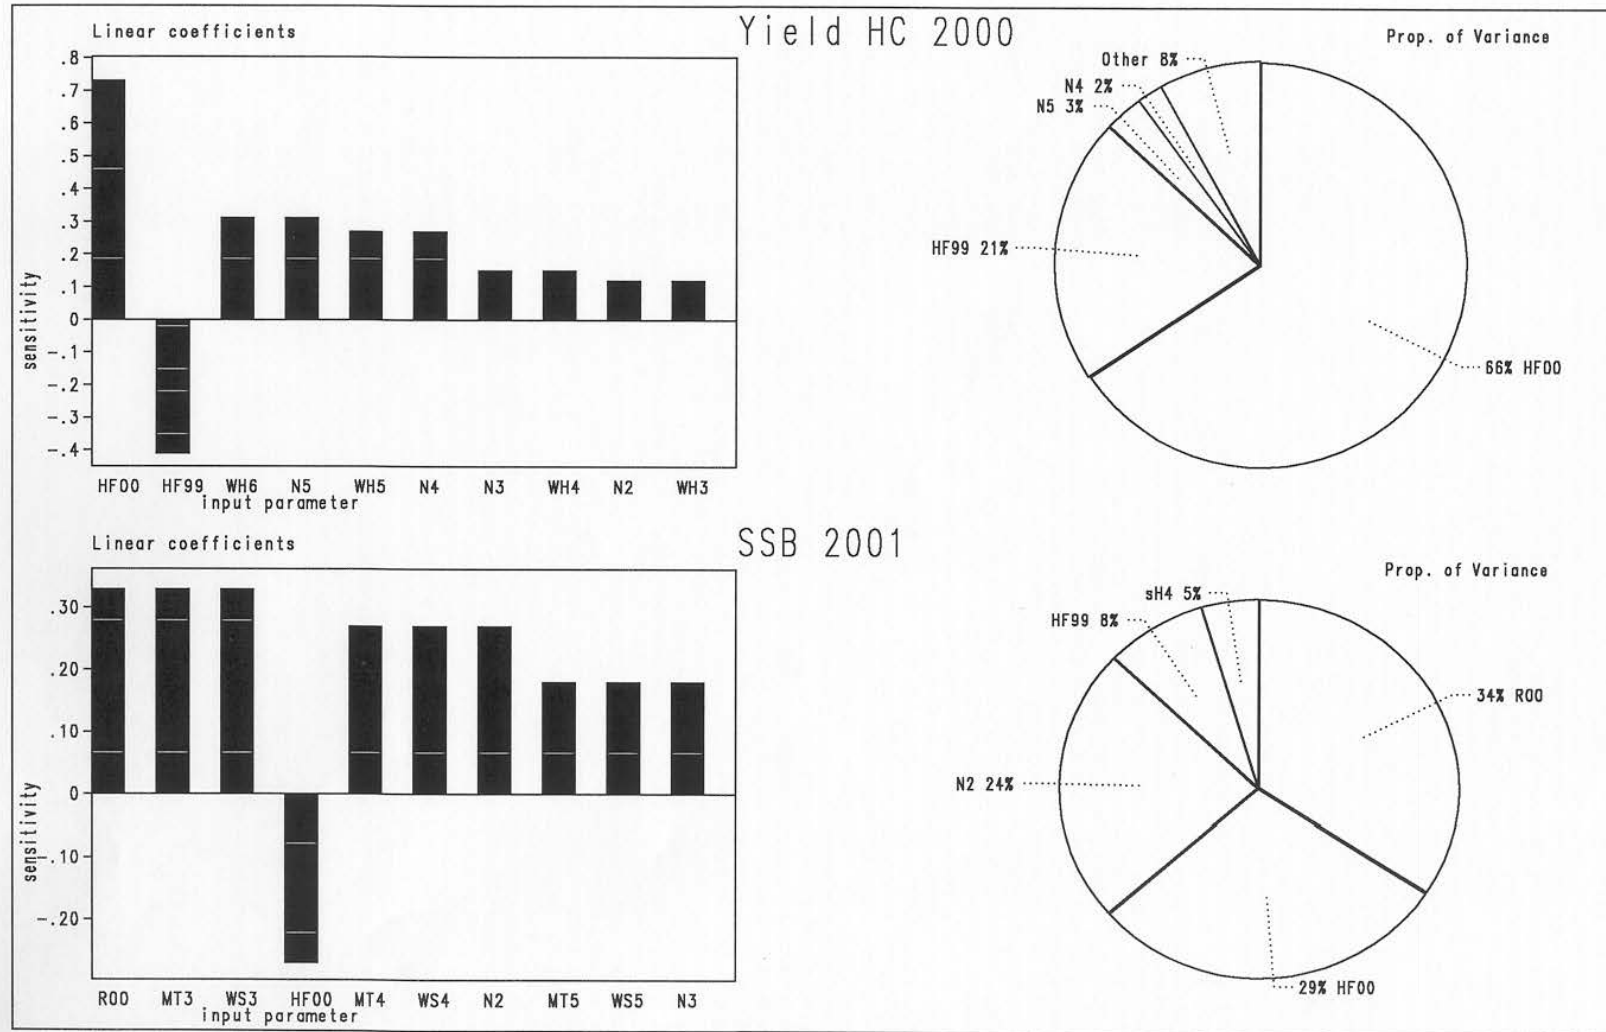 Yield HC 2000
Linear coefficients
.8
.7
.6
.5
.4
.3
.2
.1
0
-.1
-.2
-.3
-.4
sensitivity
HF00 HF99 WH6 N5 WH5 N4 N3 WH4 N2 WH3
input parameter
Prop. of Variance
Other 8%
N4 2%
N5 3%
HF99 21%
66% HF00
SSB 2001
Linear coefficients
.30
.20
.10
0
-.10
-.20
sensitivity
R00 MT3 WS3 HF00 MT4 WS4 N2 MT5 WS5 N3
input parameter
Prop. of Variance
sH4 5%
HF99 8%
34% R00
N2 24%
29% HF00